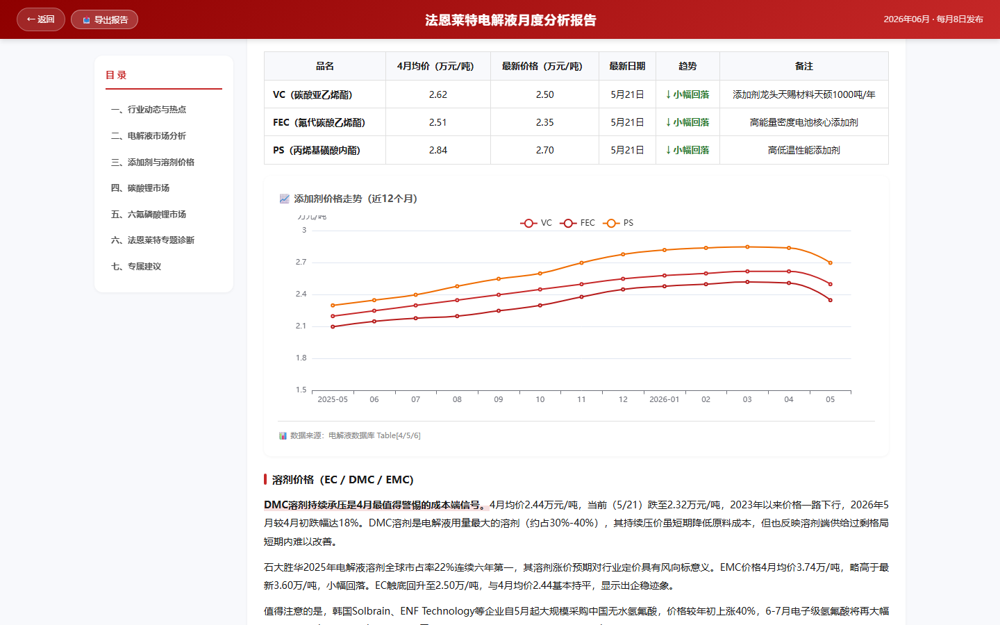 ← 返回
导出报告
法恩莱特电解液月度分析报告
2026年06月 · 每月8日发布
目 录
一、行业动态与热点
二、电解液市场分析
三、添加剂与溶剂价格
四、碳酸锂市场
五、六氟磷酸锂市场
六、法恩莱特专题诊断
七、专属建议
品名 4月均价（万元/吨） 最新价格（万元/吨） 最新日期 趋势 备注
VC（碳酸亚乙烯酯） 2.62 2.50 5月21日 ↓小幅回落 添加剂龙头天赐材料天硕1000吨/年
FEC（氟代碳酸乙烯酯） 2.51 2.35 5月21日 ↓小幅回落 高能量密度电池核心添加剂
PS（丙烯基磺酸内酯） 2.84 2.70 5月21日 ↓小幅回落 高低温性能添加剂
添加剂价格走势（近12个月）
万元/吨
VC FEC PS
3
2.7
2.4
2.1
1.8
1.5
2025-05 06 07 08 09 10 11 12 2026-01 02 03 04 05
数据来源：电解液数据库 Table[4/5/6]
溶剂价格（EC / DMC / EMC）
DMC溶剂持续承压是4月最值得警惕的成本端信号。4月均价2.44万元/吨，当前（5/21）跌至2.32万元/吨，2023年以来价格一路下行，2026年5
月较4月初跌幅达18%。DMC溶剂是电解液用量最大的溶剂（约占30%-40%），其持续压价虽短期降低原料成本，但也反映溶剂端供给过剩格局
短期内难以改善。
石大胜华2025年电解液溶剂全球市占率22%连续六年第一，其溶剂涨价预期对行业定价具有风向标意义。EMC价格4月均价3.74万/吨，略高于最
新3.60万/吨，小幅回落。EC触底回升至2.50万/吨，与4月均价2.44基本持平，显示出企稳迹象。
值得注意的是，韩国Solbrain、ENF Technology等企业自5月起大规模采购中国无水氢氟酸，价格较年初上涨40%，6-7月电子级氢氟酸将再大幅